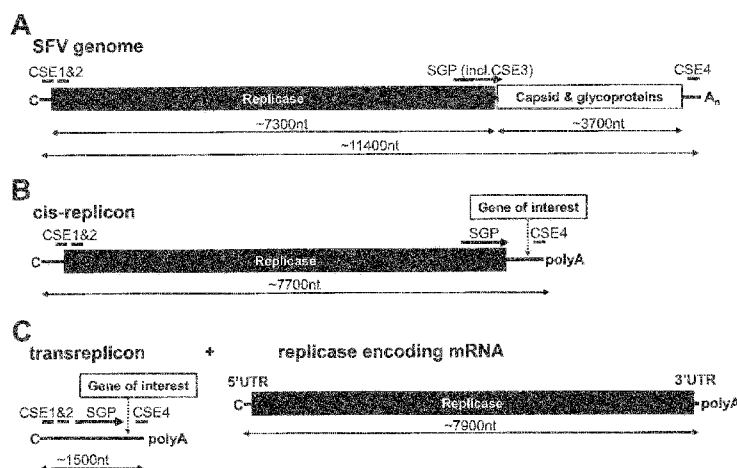 A
SFV genome
CSE1&2
SGP (incl.CSE3)
CSE4
C
Replicase
Capsid & glycoproteins
An
~7300nt
~3700nt
~11400nt
B
cis-replicon
Gene of interest
CSE1&2
SGP
CSE4
C
Replicase
polyA
~7700nt
C
transreplicon + replicase encoding mRNA
Gene of interest
5'UTR
3'UTR
CSE1&2
SGP
CSE4
C
Replicase
polyA
C
polyA
~7900nt
~1500nt